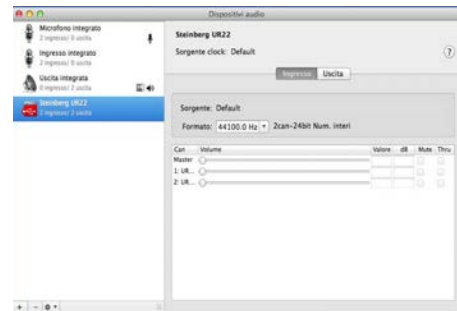 Dispositivi audio
Microfono integrato
2 ingressi/ 0 uscite
Ingresso integrato
2 ingressi/ 0 uscite
Uscita integrata
0 ingressi/ 2 uscite
Steinberg UR22
2 ingressi/ 2 uscite
Steinberg UR22
Sorgente clock: Default
?
Ingresso Uscita
Sorgente: Default
Formato: 44100.0 Hz 2can-24bit Num. interi
Can Volume Valore dB Mute Thru
Master
1: UR...
2: UR...